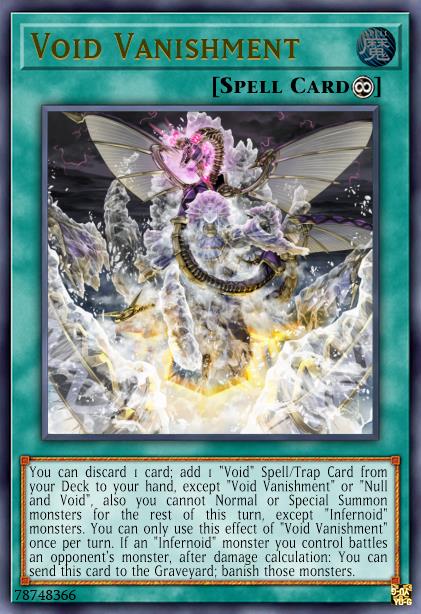 VOID VANISHMENT
[SPELL CARD]
You can discard 1 card; add 1 "Void" Spell/Trap Card from
your Deck to your hand, except "Void Vanishment" or "Null
and Void", also you cannot Normal or Special Summon
monsters for the rest of this turn, except "Infernoid"
monsters. You can only use this effect of "Void Vanishment"
once per turn. If an "Infernoid" monster you control battles
an opponent's monster, after damage calculation: You can
send this card to the Graveyard; banish those monsters.
78748366